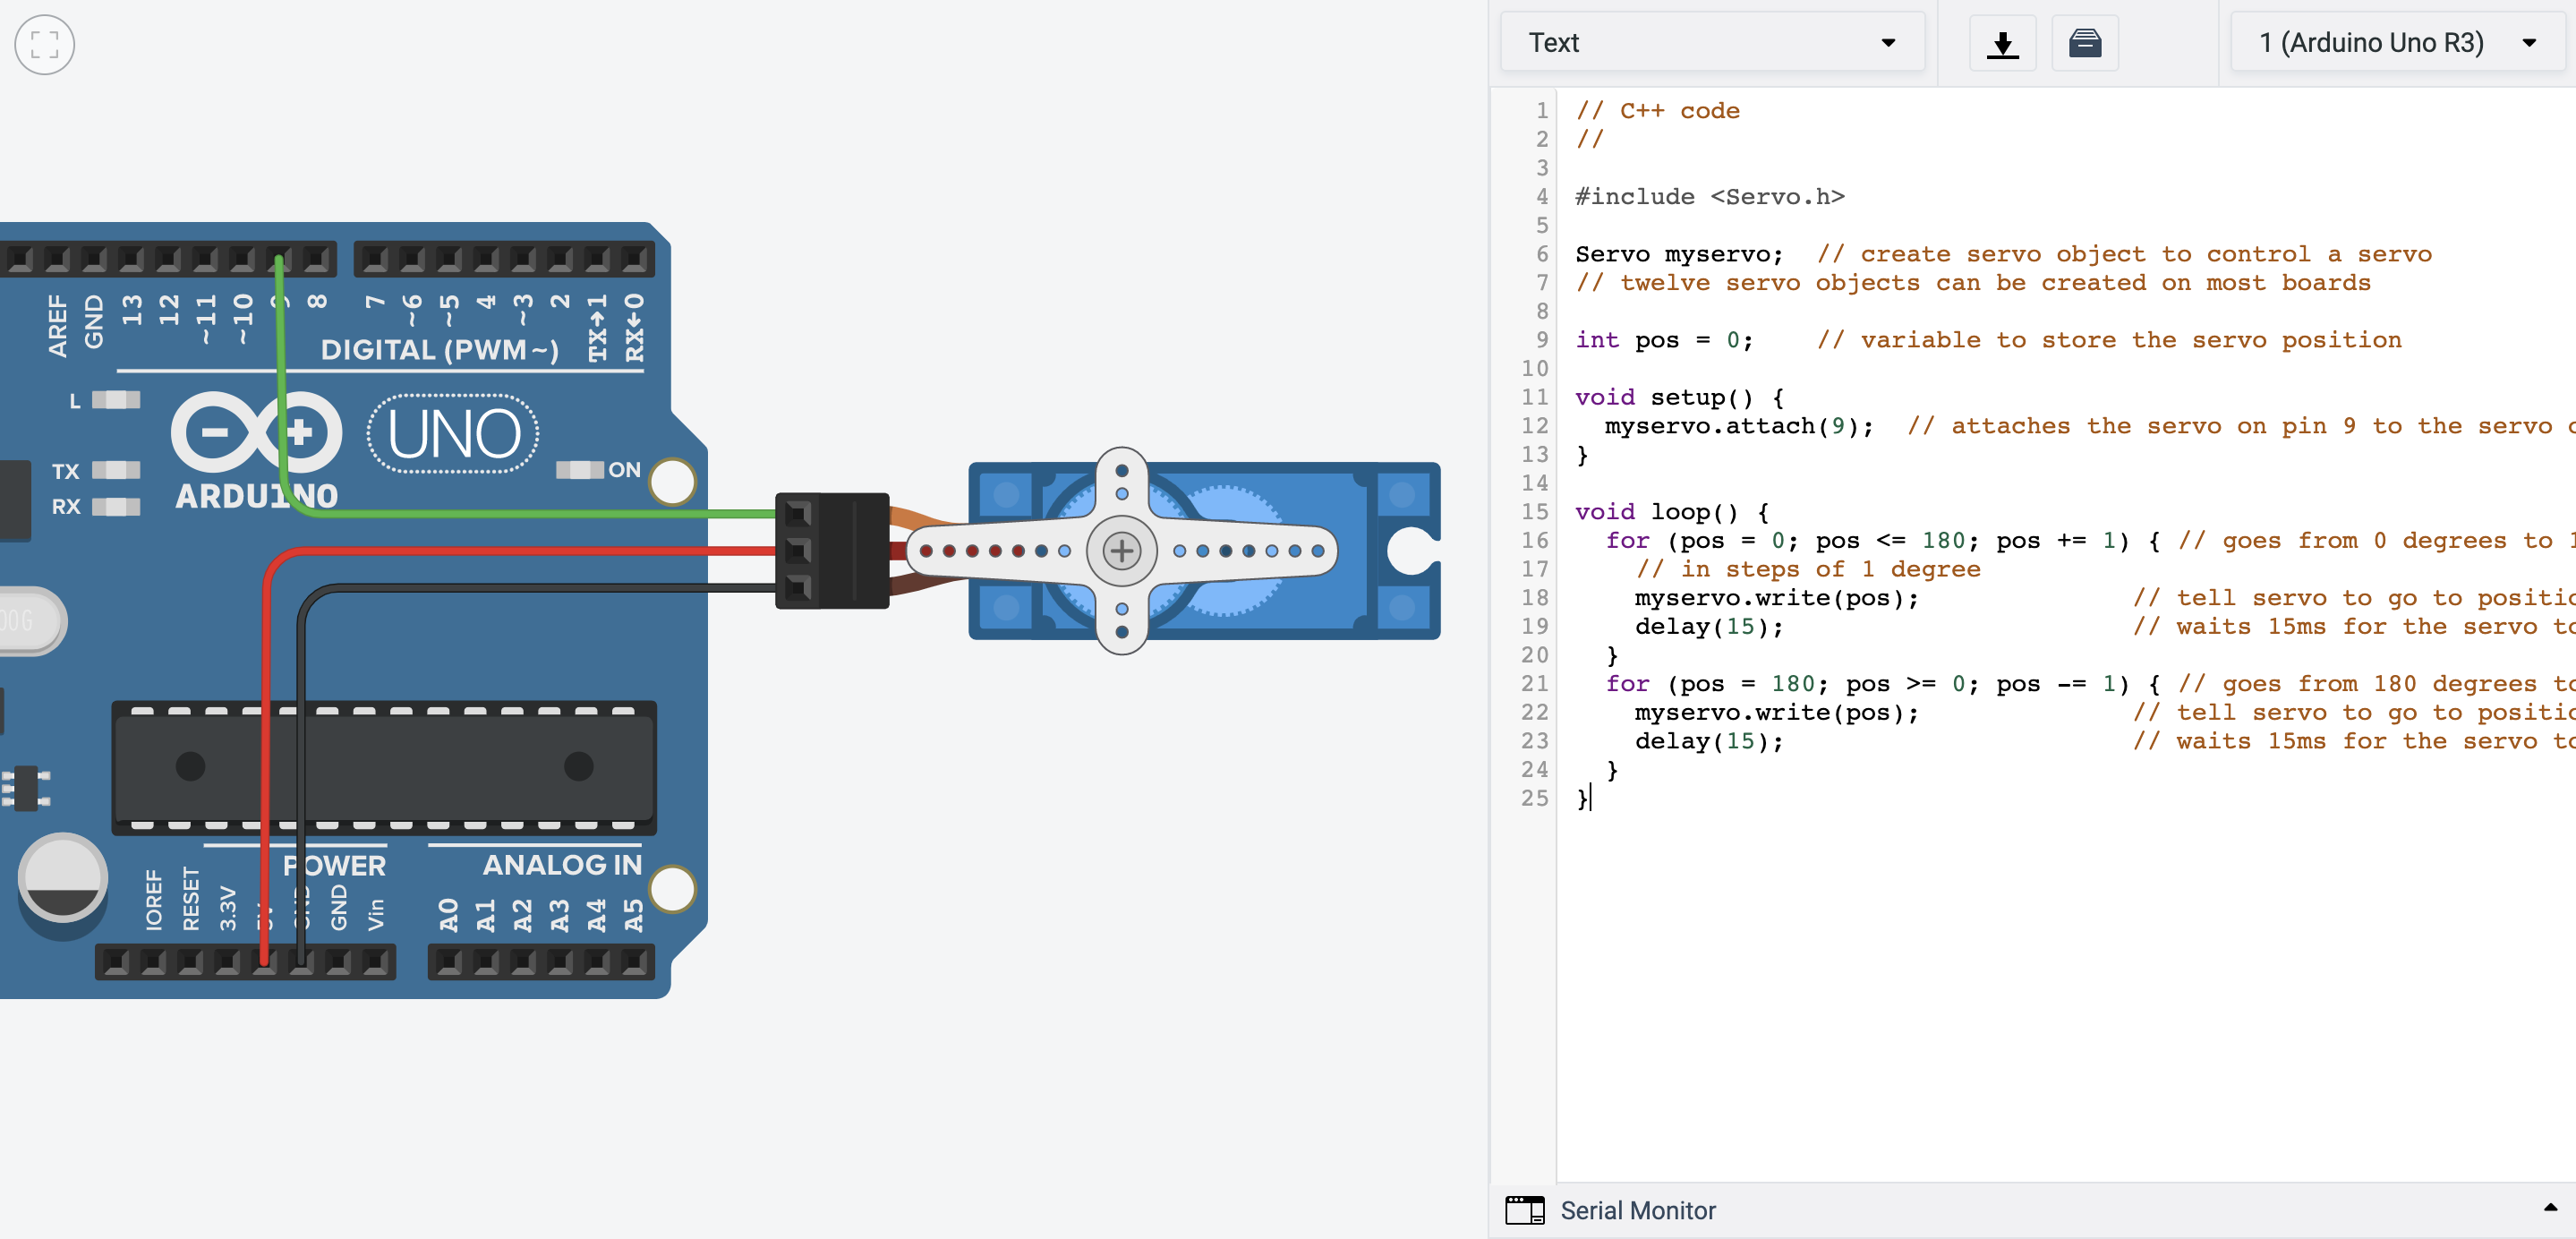 Text
1 (Arduino Uno R3)
AREF
GND
13
12
~11
~10
8
7
~6
~5
4
~3
2
TX→1
RX←0
DIGITAL (PWM~)
L
TX
RX
ARDUINO
UNO
ON
IOREF
RESET
3.3V
POWER
GND
Vin
ANALOG IN
A0
A1
A2
A3
A4
A5
1 // C++ code
2 //
3
4 #include <Servo.h>
5
6 Servo myservo;  // create servo object to control a servo
7 // twelve servo objects can be created on most boards
8
9 int pos = 0;    // variable to store the servo position
10
11 void setup() {
12   myservo.attach(9);  // attaches the servo on pin 9 to the servo
13 }
14
15 void loop() {
16   for (pos = 0; pos <= 180; pos += 1) { // goes from 0 degrees to
17     // in steps of 1 degree
18     myservo.write(pos);              // tell servo to go to
19     delay(15);                       // waits 15ms for the servo
20   }
21   for (pos = 180; pos >= 0; pos -= 1) { // goes from 180 degrees
22     myservo.write(pos);              // tell servo to go to
23     delay(15);                       // waits 15ms for the servo
24   }
25 }
Serial Monitor